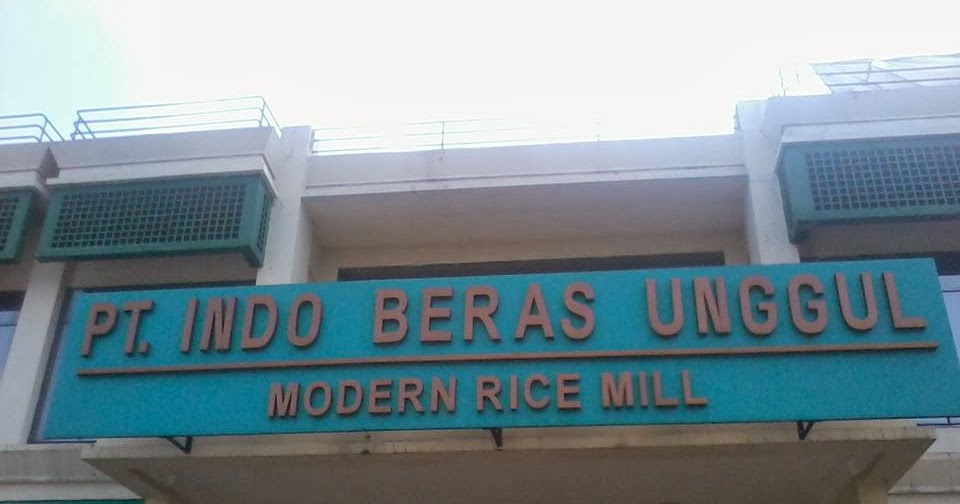 PT. INDO BERAS UNGGUL
MODERN RICE MILL